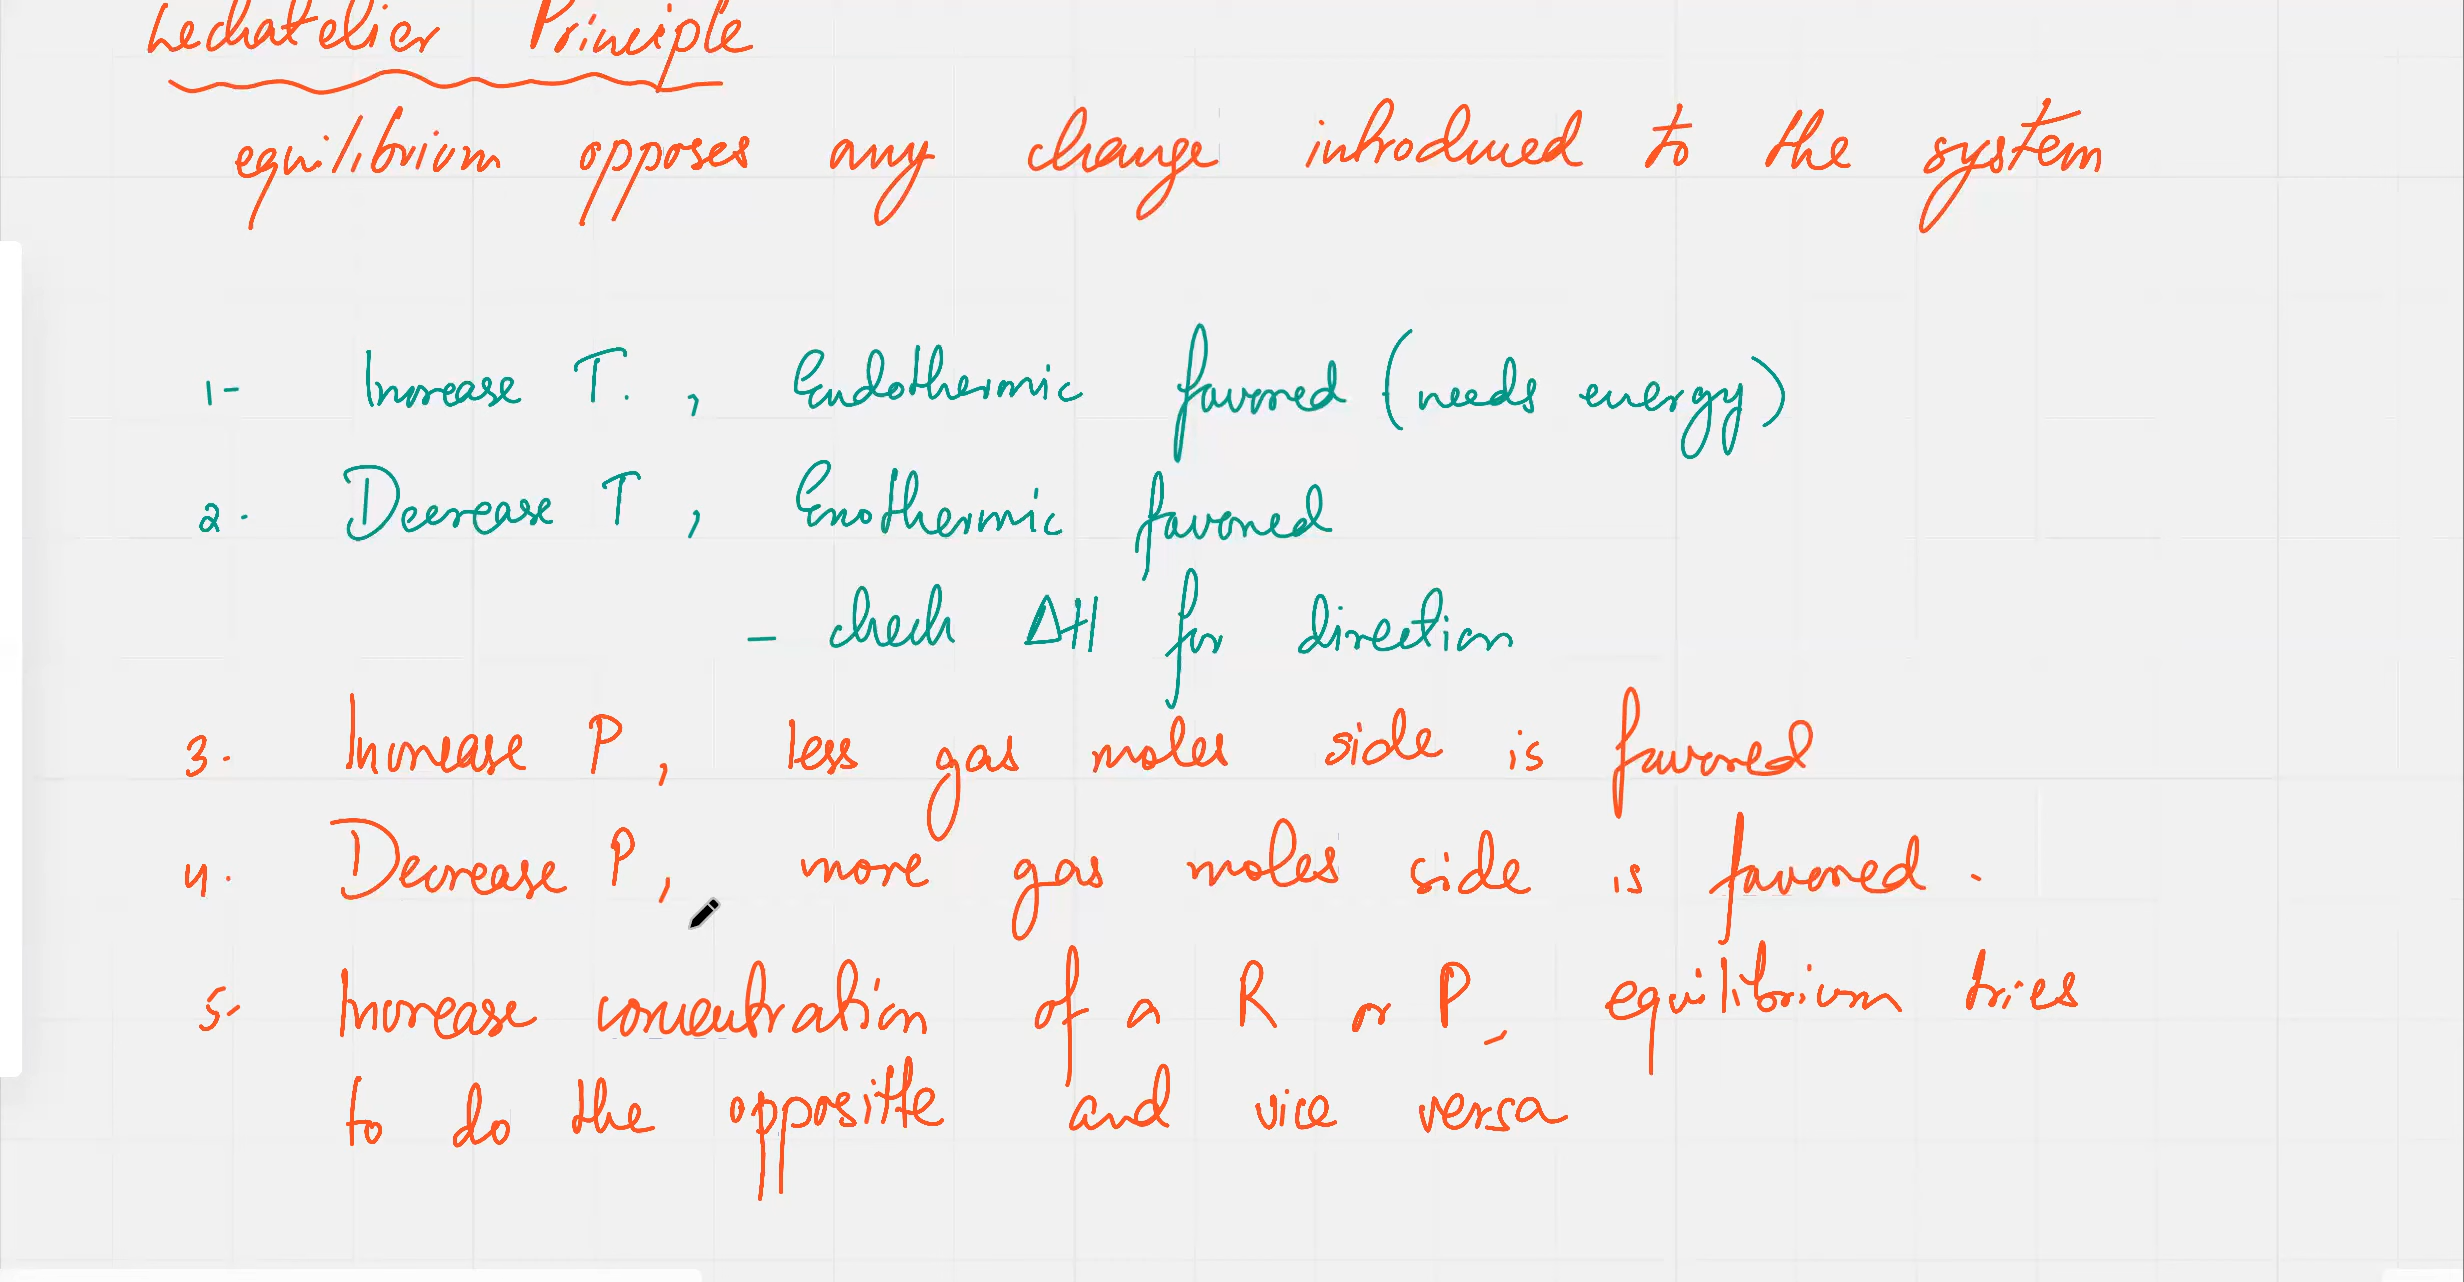 Lechatelier Principle
equilibrium opposes any change introduced to the system
1- Increase T. , Endothermic favored (needs energy)
2. Decrease T , Exothermic favored
- check ΔH for direction
3. Increase P, less gas moles side is favored
4. Decrease P, more gas moles side is favored.
5. Increase concentration of a R or P, equilibrium tries
to do the oppositte and vice versa